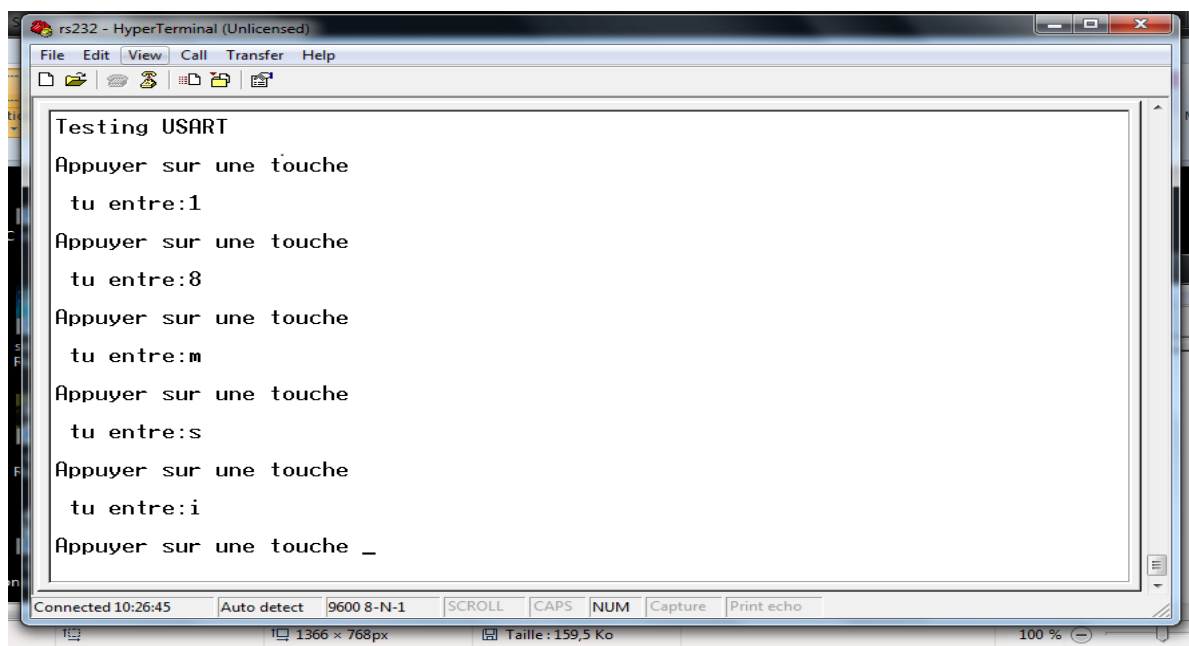 rs232 - HyperTerminal (Unlicensed)
File Edit View Call Transfer Help
Testing USART
Appuyer sur une touche
tu entre:1
Appuyer sur une touche
tu entre:8
Appuyer sur une touche
tu entre:m
Appuyer sur une touche
tu entre:s
Appuyer sur une touche
tu entre:i
Appuyer sur une touche _
Connected 10:26:45 Auto detect 9600 8-N-1 SCROLL CAPS NUM Capture Print echo
1366 × 768px Taille : 159,5 Ko 100 %